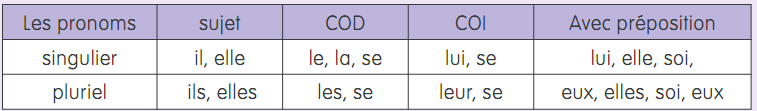 Les pronoms sujet COD COI Avec préposition
singulier il, elle le, la, se lui, se lui, elle, soi,
pluriel ils, elles les, se leur, se eux, elles, soi, eux